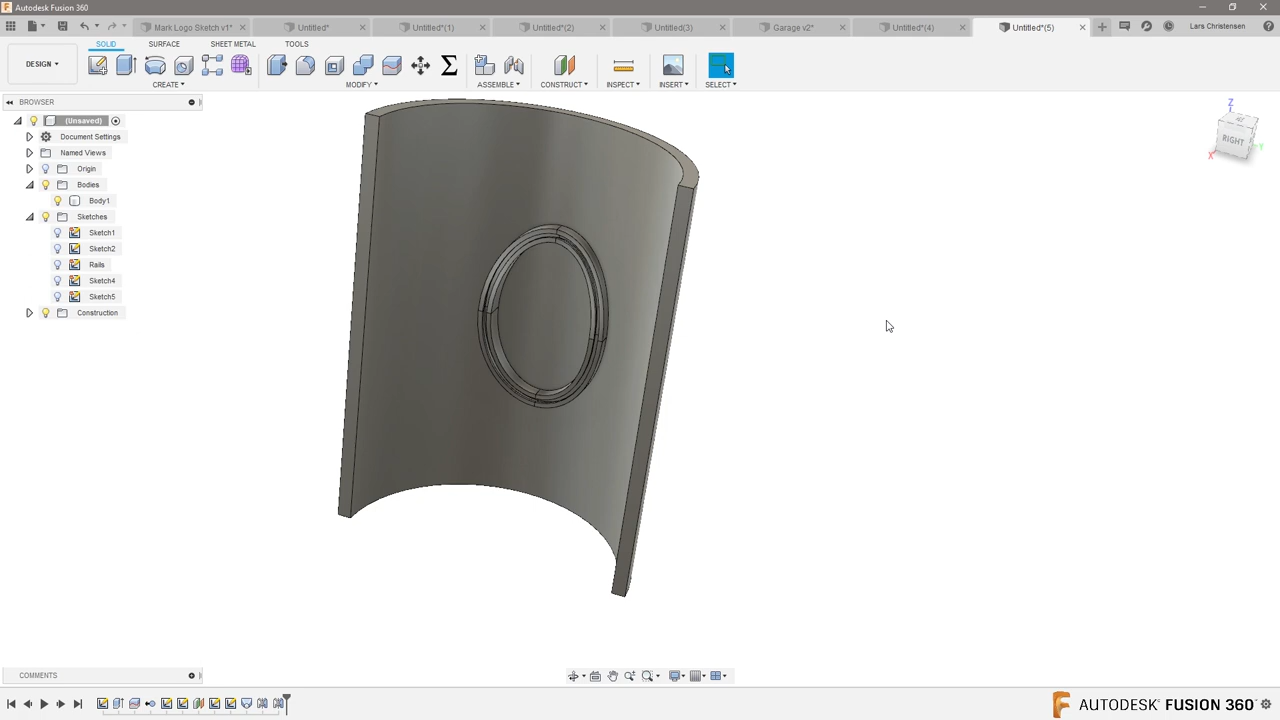 Autodesk Fusion 360
Mark Logo Sketch v1*
Untitled*
Untitled*(1)
Untitled*(2)
Untitled(3)
Garage v2*
Untitled*(4)
Untitled*(5)
Lars Christensen
SOLID
SURFACE
SHEET METAL
TOOLS
DESIGN
CREATE
MODIFY
ASSEMBLE
CONSTRUCT
INSPECT
INSERT
SELECT
BROWSER
(Unsaved)
Document Settings
Named Views
Origin
Bodies
Body1
Sketches
Sketch1
Sketch2
Rails
Sketch4
Sketch5
Construction
Z
RIGHT
X
COMMENTS
AUTODESK FUSION 360